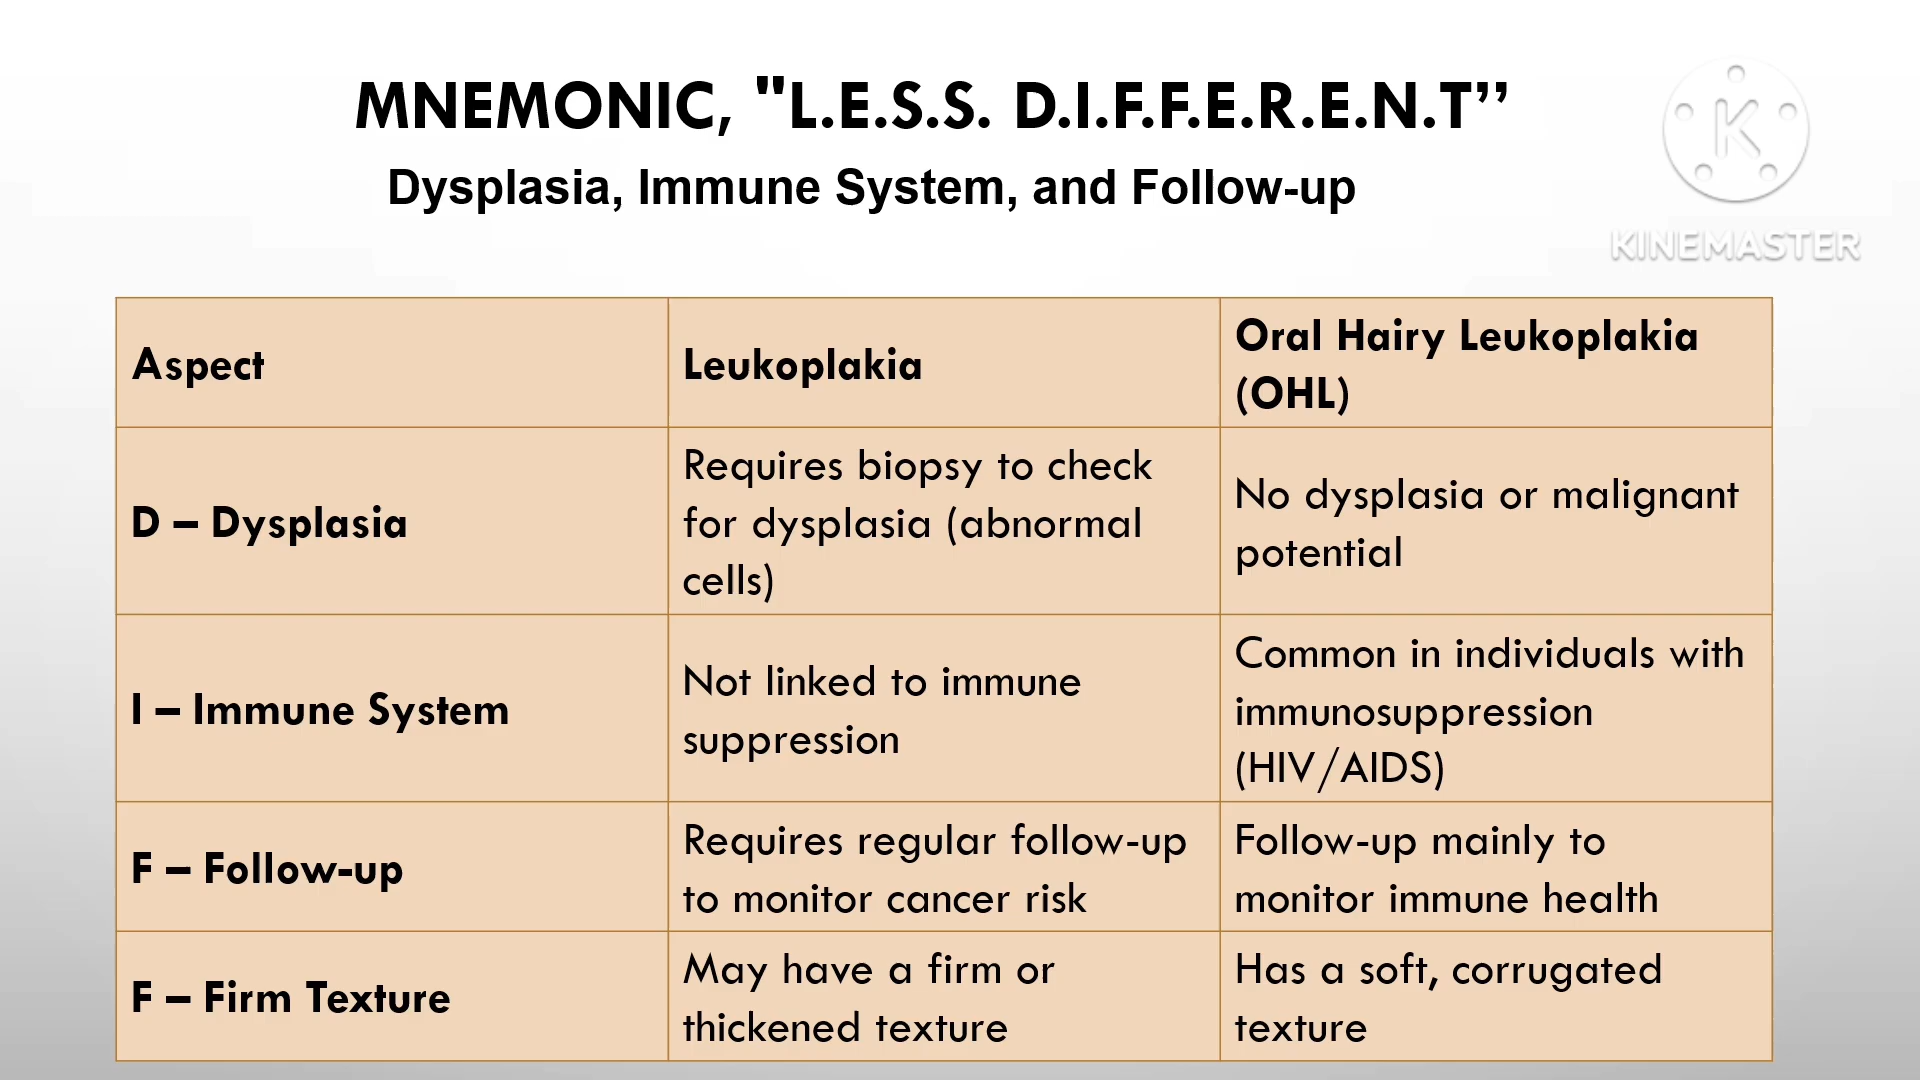 MNEMONIC, "L.E.S.S. D.I.F.F.E.R.E.N.T’’
Dysplasia, Immune System, and Follow-up
K
KINEMASTER
Aspect
Leukoplakia
Oral Hairy Leukoplakia
(OHL)
D – Dysplasia
Requires biopsy to check
for dysplasia (abnormal
cells)
No dysplasia or malignant
potential
I – Immune System
Not linked to immune
suppression
Common in individuals with
immunosuppression
(HIV/AIDS)
F – Follow-up
Requires regular follow-up
to monitor cancer risk
Follow-up mainly to
monitor immune health
F – Firm Texture
May have a firm or
thickened texture
Has a soft, corrugated
texture